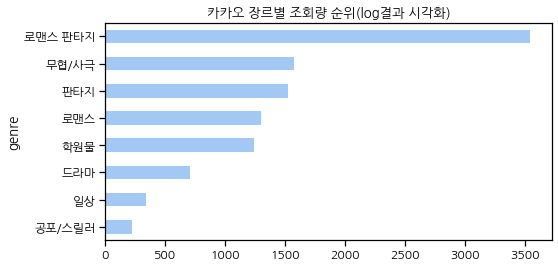 카카오 장르별 조회량 순위(log결과 시각화)
genre
로맨스 판타지
무협/사극
판타지
로맨스
학원물
드라마
일상
공포/스릴러
0 500 1000 1500 2000 2500 3000 3500